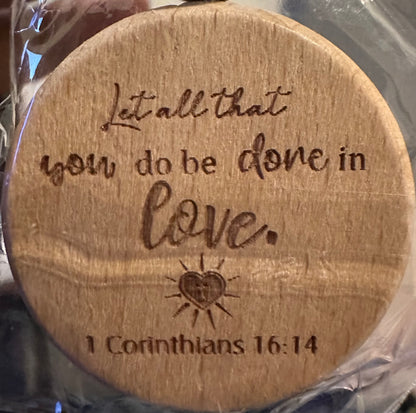 Let all that
you do be done in
love.
1 Corinthians 16:14